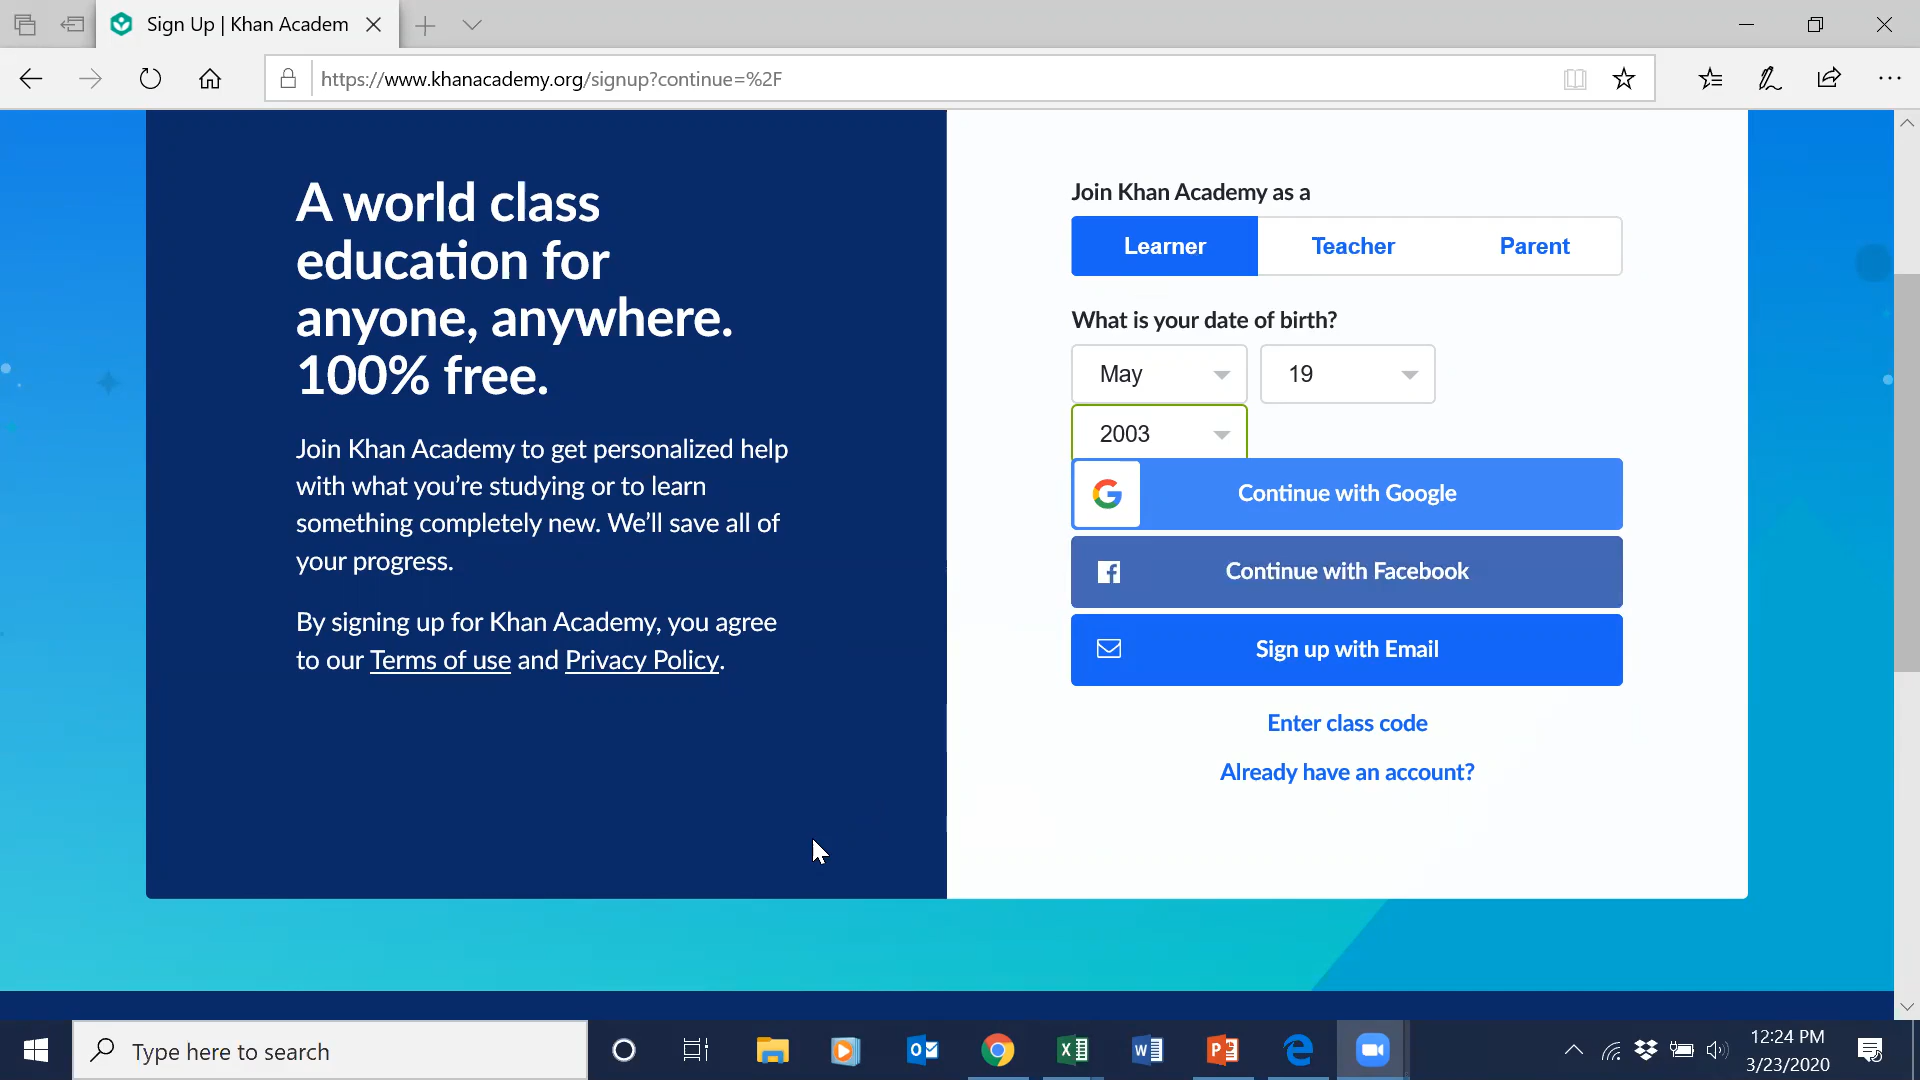 Sign Up | Khan Academ
https://www.khanacademy.org/signup?continue=%2F
A world class
education for
anyone, anywhere.
100% free.
Join Khan Academy to get personalized help
with what you're studying or to learn
something completely new. We'll save all of
your progress.
By signing up for Khan Academy, you agree
to our Terms of use and Privacy Policy.
Join Khan Academy as a
Learner Teacher Parent
What is your date of birth?
May 19
2003
Continue with Google
Continue with Facebook
Sign up with Email
Enter class code
Already have an account?
Type here to search
12:24 PM
3/23/2020